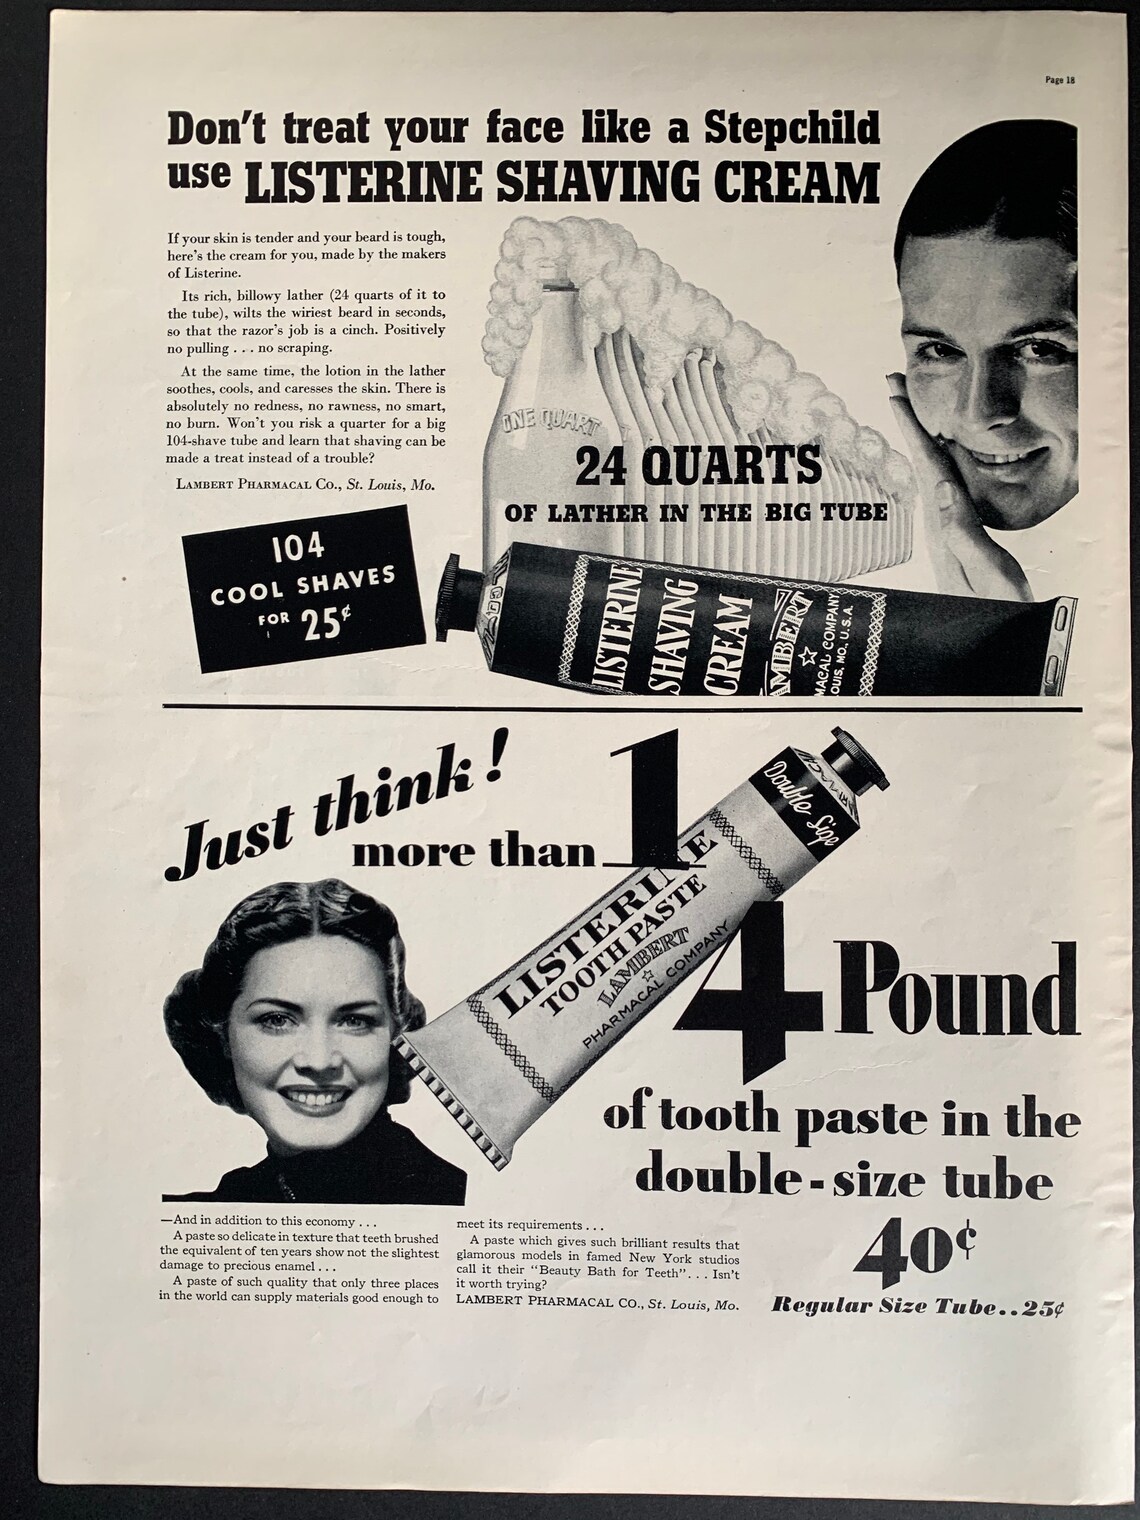 Page 18
Don't treat your face like a Stepchild
use LISTERINE SHAVING CREAM
If your skin is tender and your beard is tough,
here's the cream for you, made by the makers
of Listerine.
Its rich, billowy lather (24 quarts of it to
the tube), wilts the wiriest beard in seconds,
so that the razor's job is a cinch. Positively
no pulling . . . no scraping.
At the same time, the lotion in the lather
soothes, cools, and caresses the skin. There is
absolutely no redness, no rawness, no smart,
no burn. Won't you risk a quarter for a big
104-shave tube and learn that shaving can be
made a treat instead of a trouble?
LAMBERT PHARMACAL CO., St. Louis, Mo.
ONE QUART
24 QUARTS
OF LATHER IN THE BIG TUBE
104
COOL SHAVES
FOR 25¢
LISTERINE
SHAVING
CREAM
AMBERT
MACAL COMPANY
OUIS, MO., U.S.A.
Just think!
more than 1
4 Pound
of tooth paste in the
double-size tube
40¢
Regular Size Tube..25¢
Double Size
LISTERINE
TOOTH PASTE
LAMBERT
PHARMACAL COMPANY
—And in addition to this economy . . .
A paste so delicate in texture that teeth brushed
the equivalent of ten years show not the slightest
damage to precious enamel . . .
A paste of such quality that only three places
in the world can supply materials good enough to
meet its requirements . . .
A paste which gives such brilliant results that
glamorous models in famed New York studios
call it their "Beauty Bath for Teeth". . . Isn't
it worth trying?
LAMBERT PHARMACAL CO., St. Louis, Mo.